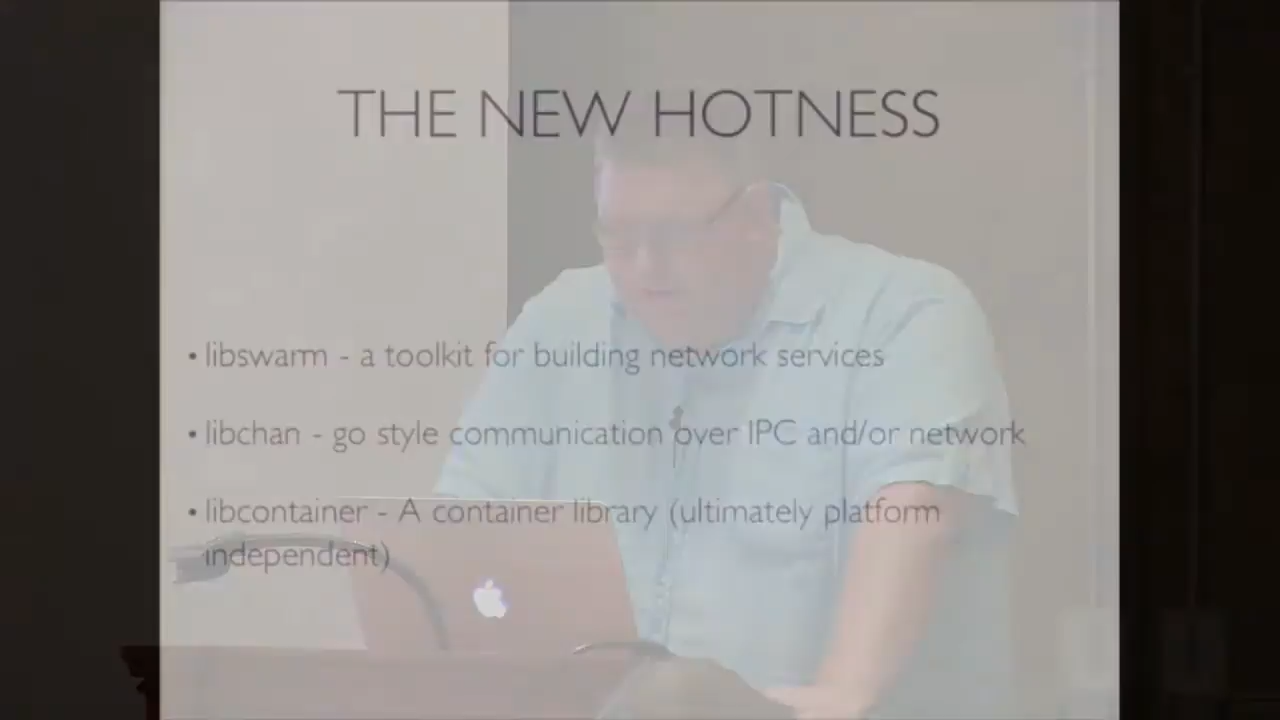 THE NEW HOTNESS
• libswarm - a toolkit for building network services
• libchan - go style communication over IPC and/or network
• libcontainer - A container library (ultimately platform
independent)